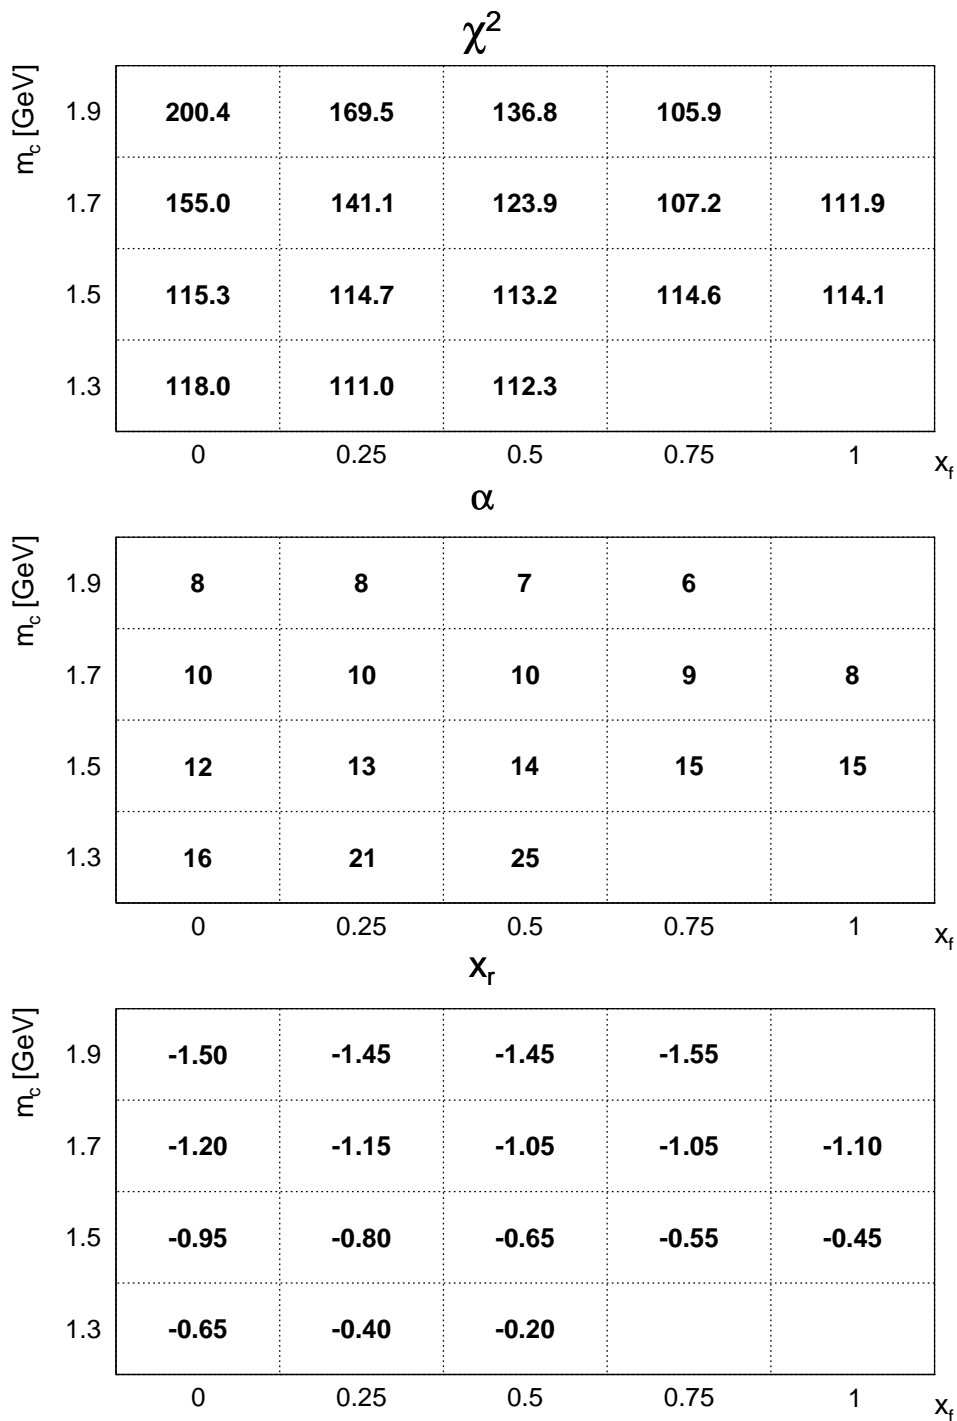 χ²
m_c [GeV]
1.9 200.4 169.5 136.8 105.9
1.7 155.0 141.1 123.9 107.2 111.9
1.5 115.3 114.7 113.2 114.6 114.1
1.3 118.0 111.0 112.3
0 0.25 0.5 0.75 1 x_f
α
m_c [GeV]
1.9 8 8 7 6
1.7 10 10 10 9 8
1.5 12 13 14 15 15
1.3 16 21 25
0 0.25 0.5 0.75 1 x_f
x_r
m_c [GeV]
1.9 -1.50 -1.45 -1.45 -1.55
1.7 -1.20 -1.15 -1.05 -1.05 -1.10
1.5 -0.95 -0.80 -0.65 -0.55 -0.45
1.3 -0.65 -0.40 -0.20
0 0.25 0.5 0.75 1 x_f